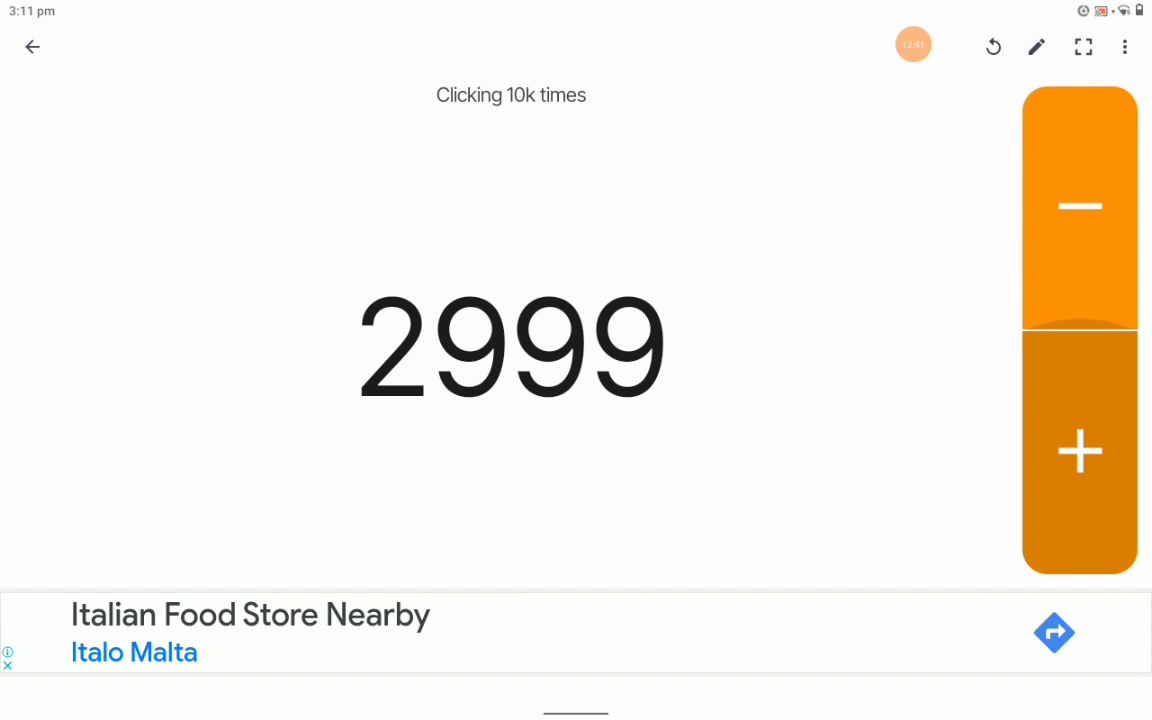 3:11 pm
12:41
Clicking 10k times
2999
Italian Food Store Nearby
Italo Malta